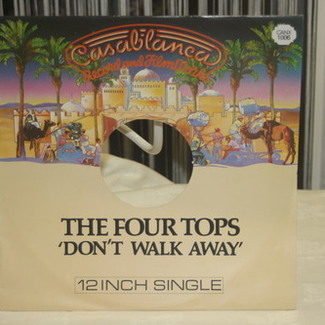 Casablanca
Record and FilmWorks
CANX
1006
THE FOUR TOPS
'DON'T WALK AWAY'
12 INCH SINGLE